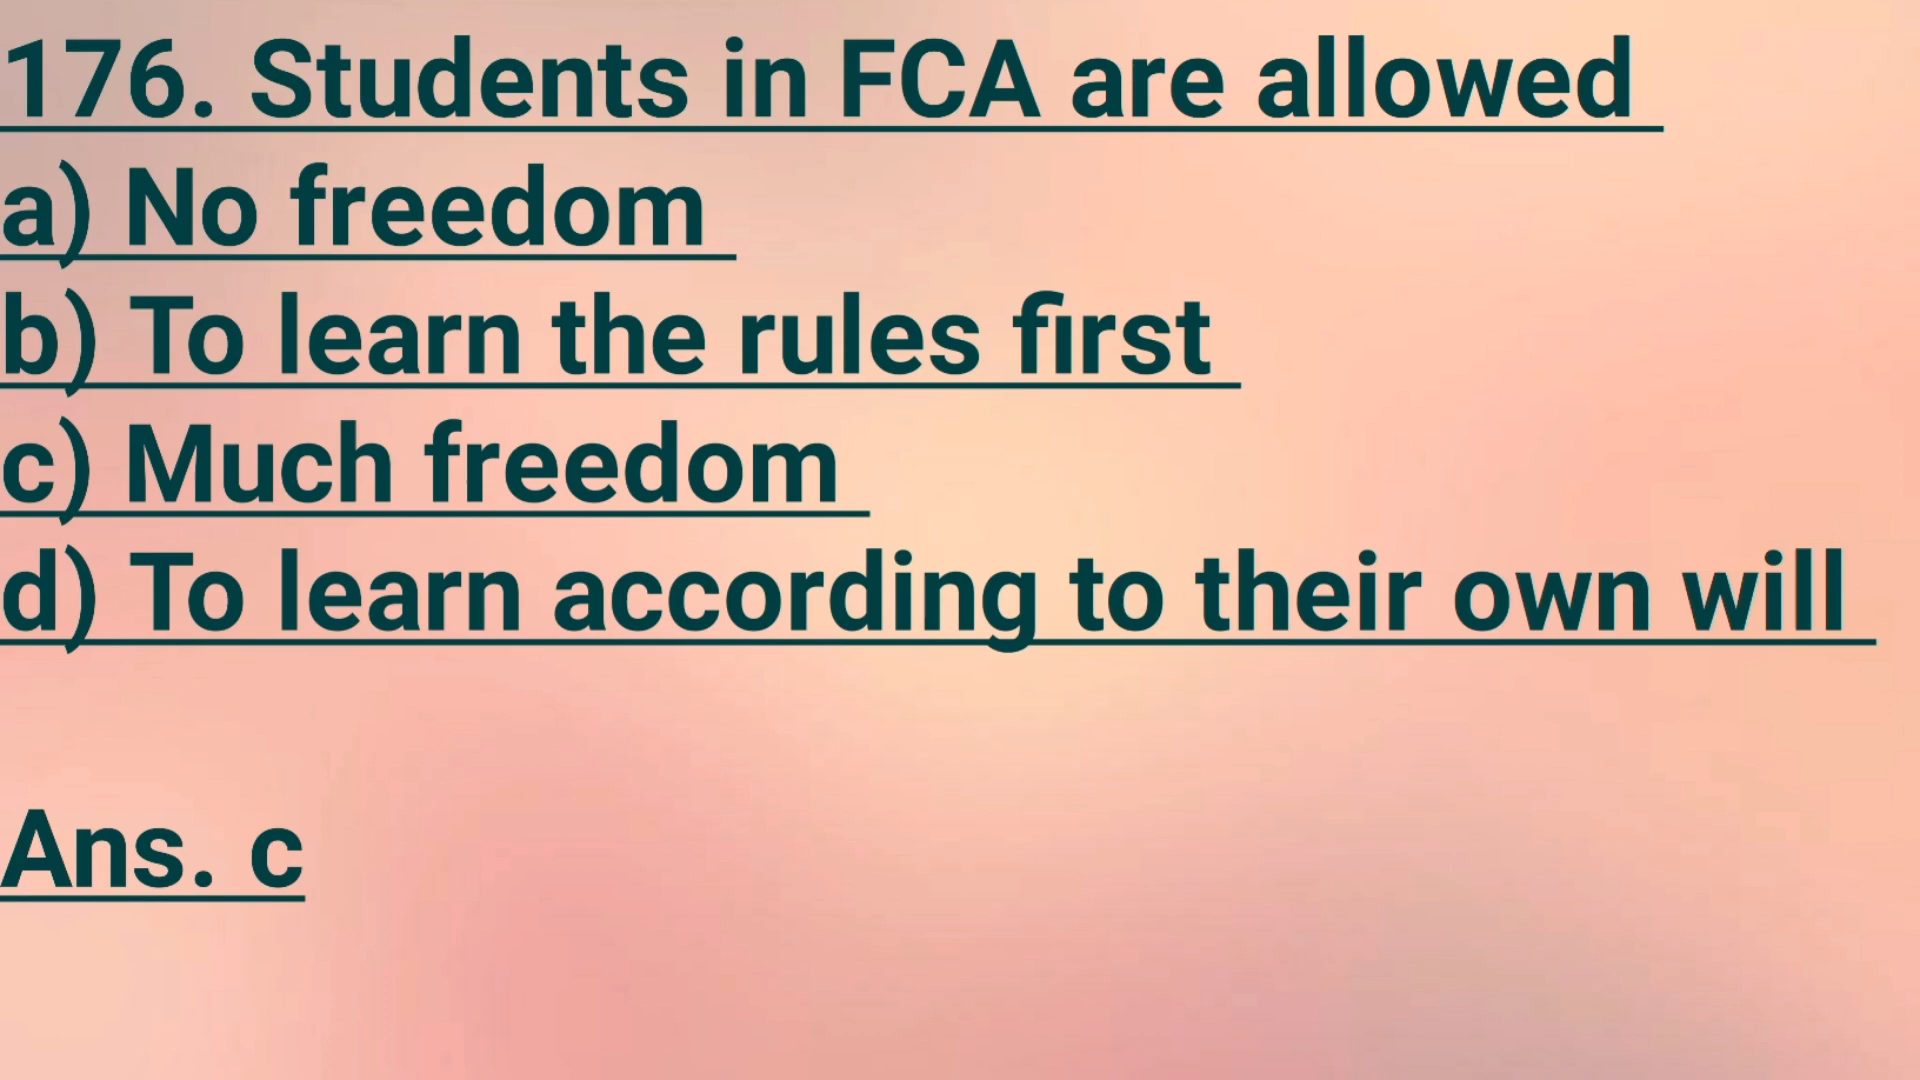 176. Students in FCA are allowed
a) No freedom
b) To learn the rules first
c) Much freedom
d) To learn according to their own will
Ans. c